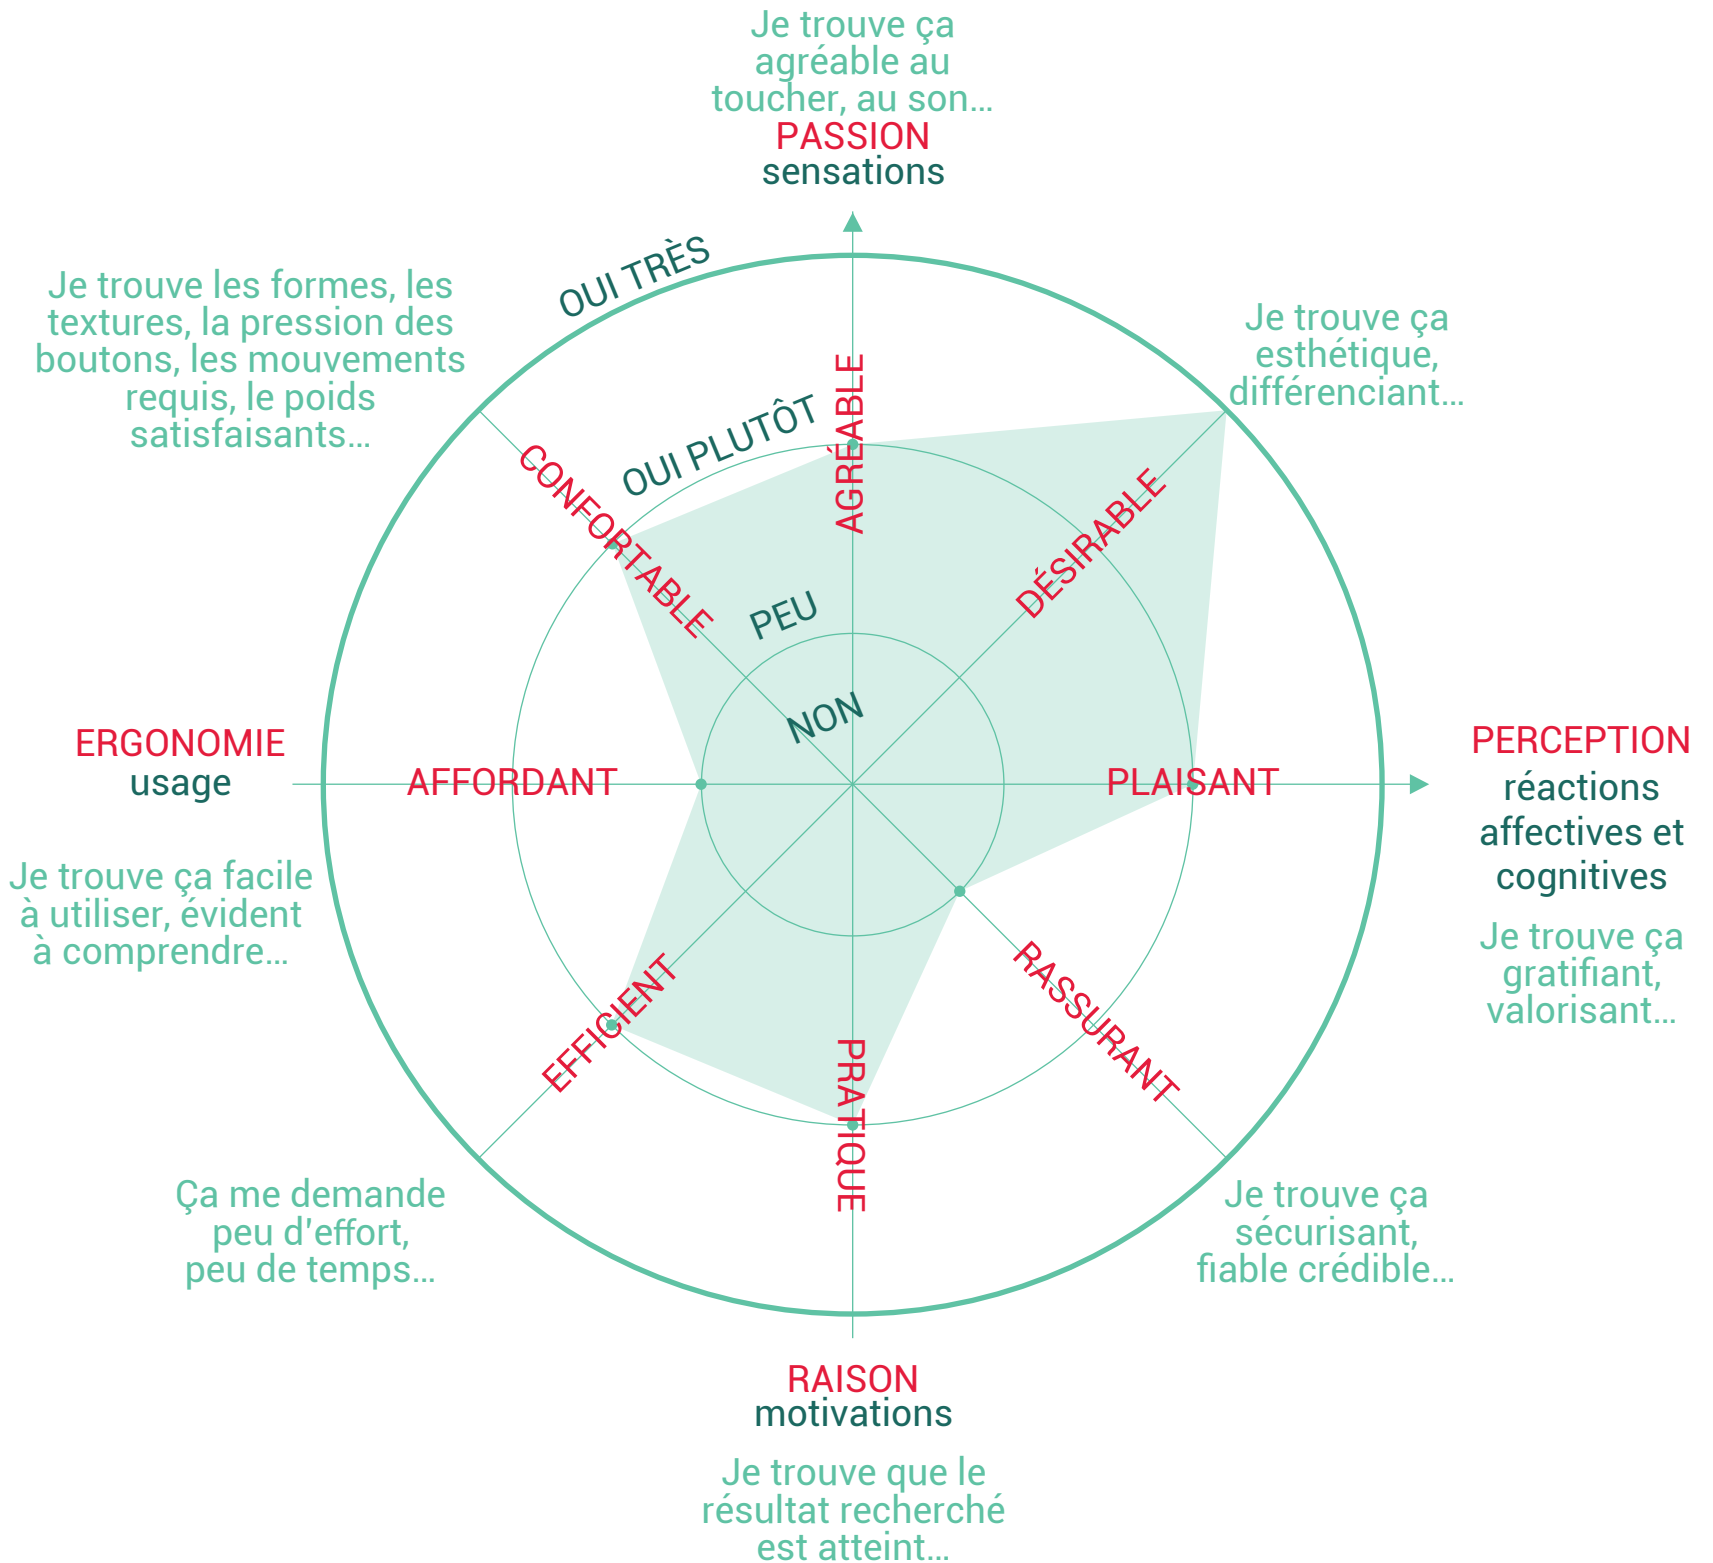 Je trouve ça
agréable au
toucher, au son...
PASSION
sensations
OUI TRÈS
Je trouve les formes, les
textures, la pression des
boutons, les mouvements
requis, le poids
satisfaisants...
Je trouve ça
esthétique,
différenciant...
AGRÉABLE
OUI PLUTÔT
CONFORTABLE
DÉSIRABLE
PEU
NON
ERGONOMIE
usage
AFFORDANT
PLAISANT
PERCEPTION
réactions
affectives et
cognitives
Je trouve ça facile
à utiliser, évident
à comprendre...
Je trouve ça
gratifiant,
valorisant...
EFFICIENT
RASSURANT
PRATIQUE
Ça me demande
peu d'effort,
peu de temps...
Je trouve ça
sécurisant,
fiable crédible...
RAISON
motivations
Je trouve que le
résultat recherché
est atteint...